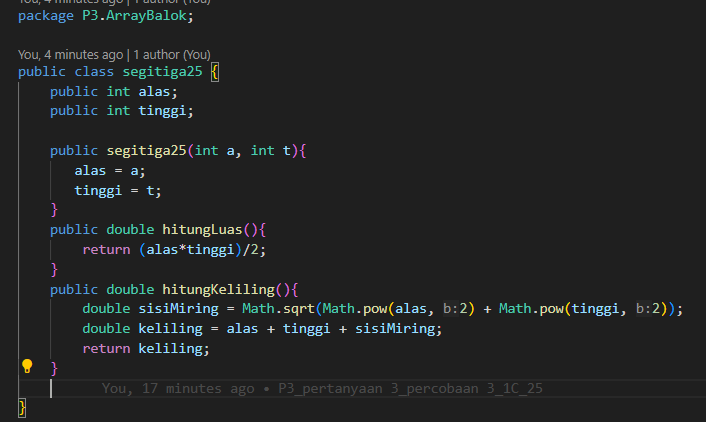 You, 4 minutes ago | 1 author (You)
package P3.ArrayBalok;
You, 4 minutes ago | 1 author (You)
public class segitiga25 {
public int alas;
public int tinggi;
public segitiga25(int a, int t){
alas = a;
tinggi = t;
}
public double hitungLuas(){
return (alas*tinggi)/2;
}
public double hitungKeliling(){
double sisiMiring = Math.sqrt(Math.pow(alas, b:2) + Math.pow(tinggi, b:2));
double keliling = alas + tinggi + sisiMiring;
return keliling;
}
You, 17 minutes ago • P3_pertanyaan 3_percobaan 3_1C_25
}